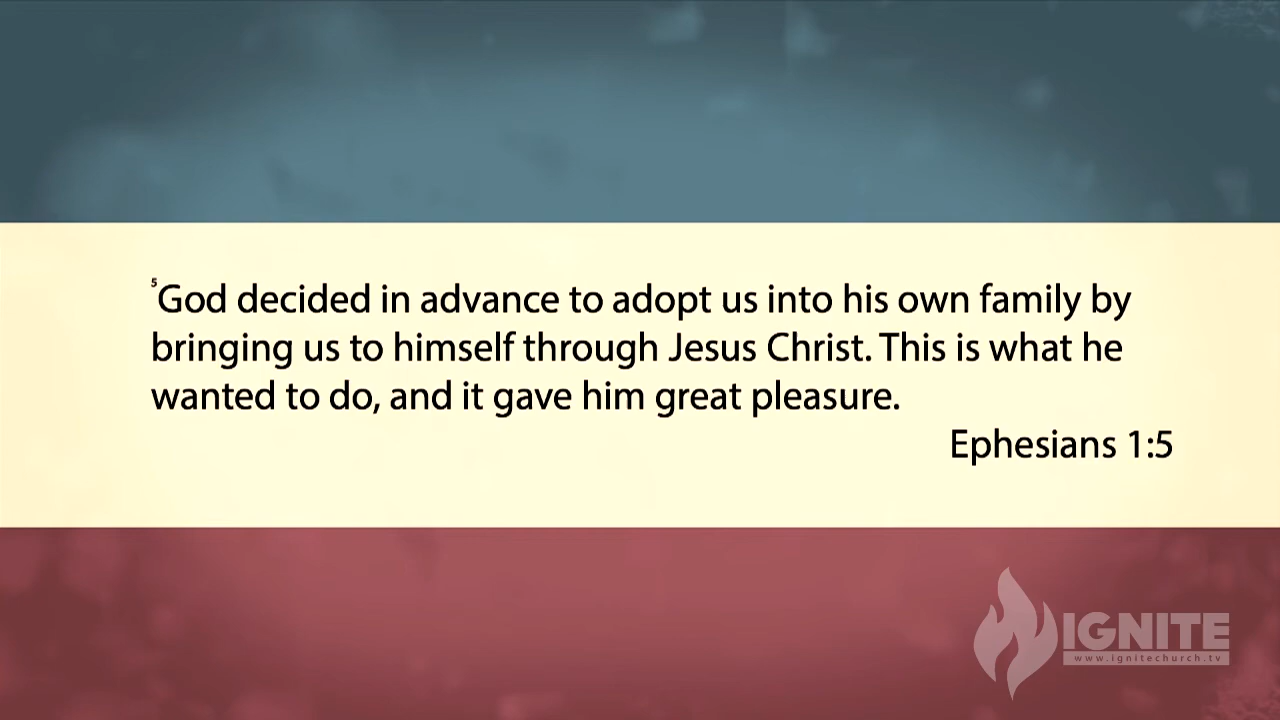 ⁵God decided in advance to adopt us into his own family by
bringing us to himself through Jesus Christ. This is what he
wanted to do, and it gave him great pleasure.
Ephesians 1:5
IGNITE
www.ignitechurch.tv